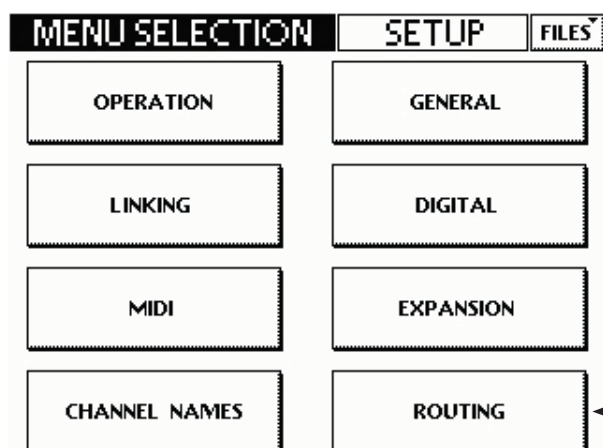 MENU SELECTION SETUP FILES
OPERATION GENERAL
LINKING DIGITAL
MIDI EXPANSION
CHANNEL NAMES ROUTING